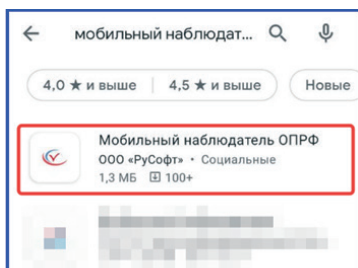 мобильный наблюдат...
4,0 ★ и выше
4,5 ★ и выше
Новые
Мобильный наблюдатель ОПРФ
ООО «РуСофт» • Социальные
1,3 МБ 100+